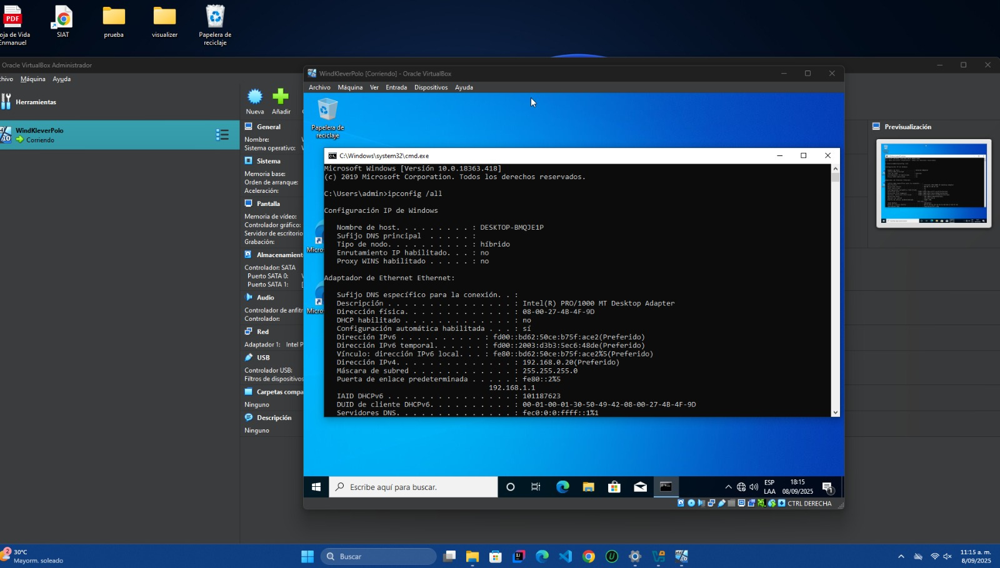 PDF
oja de Vida
Enmanuel
SIAT
prueba
visualizer
Papelera de
reciclaje
Oracle VirtualBox Administrador
chivo Máquina Ayuda
Herramientas
WindKleverPolo
Corriendo
Nueva Añadir
General
Nombre:
Sistema operativo:
Sistema
Memoria base:
Orden de arranque:
Aceleración:
Pantalla
Memoria de vídeo:
Controlador gráfico:
Servidor de escritorio
Grabación:
Almacenamient
Controlador: SATA
Puerto SATA 0:
Puerto SATA 1: [
Audio
Controlador de anfitr
Controlador:
Red
Adaptador 1: Intel P
USB
Controlador USB:
Filtros de dispositivos
Carpetas compa
Ninguno
Descripción
Ninguno
Previsualización
WindKleverPolo [Corriendo] - Oracle VirtualBox
Archivo Máquina Ver Entrada Dispositivos Ayuda
Papelera de
reciclaje
Micro
Micro
C:\Windows\system32\cmd.exe
Microsoft Windows [Versión 10.0.18363.418]
(c) 2019 Microsoft Corporation. Todos los derechos reservados.
C:\Users\admin>ipconfig /all
Configuración IP de Windows
Nombre de host. . . . . . . . . : DESKTOP-BMQJE1P
Sufijo DNS principal . . . . . :
Tipo de nodo. . . . . . . . . . : híbrido
Enrutamiento IP habilitado. . . : no
Proxy WINS habilitado . . . . . : no
Adaptador de Ethernet Ethernet:
Sufijo DNS específico para la conexión. . :
Descripción . . . . . . . . . . . . . . . : Intel(R) PRO/1000 MT Desktop Adapter
Dirección física. . . . . . . . . . . . . : 08-00-27-4B-4F-9D
DHCP habilitado . . . . . . . . . . . . . : no
Configuración automática habilitada . . . : sí
Dirección IPv6 . . . . . . . . . . : fd00::bd62:50ce:b75f:ace2(Preferido)
Dirección IPv6 temporal. . . . . . : fd00::2003:d3b3:5ec6:48de(Preferido)
Vínculo: dirección IPv6 local. . . : fe80::bd62:50ce:b75f:ace2%5(Preferido)
Dirección IPv4. . . . . . . . . . . . . . : 192.168.0.20(Preferido)
Máscara de subred . . . . . . . . . . . . : 255.255.255.0
Puerta de enlace predeterminada . . . . . : fe80::2%5
192.168.1.1
IAID DHCPv6 . . . . . . . . . . . . . . . : 101187623
DUID de cliente DHCPv6. . . . . . . . . . : 00-01-00-01-30-50-49-42-08-00-27-4B-4F-9D
Servidores DNS. . . . . . . . . . . . . . : fec0:0:0:ffff::1%1
Escribe aquí para buscar.
ESP
LAA
18:15
08/09/2025
1
CTRL DERECHA
2
30°C
Mayorm. soleado
Buscar
11:15 a. m.
8/09/2025